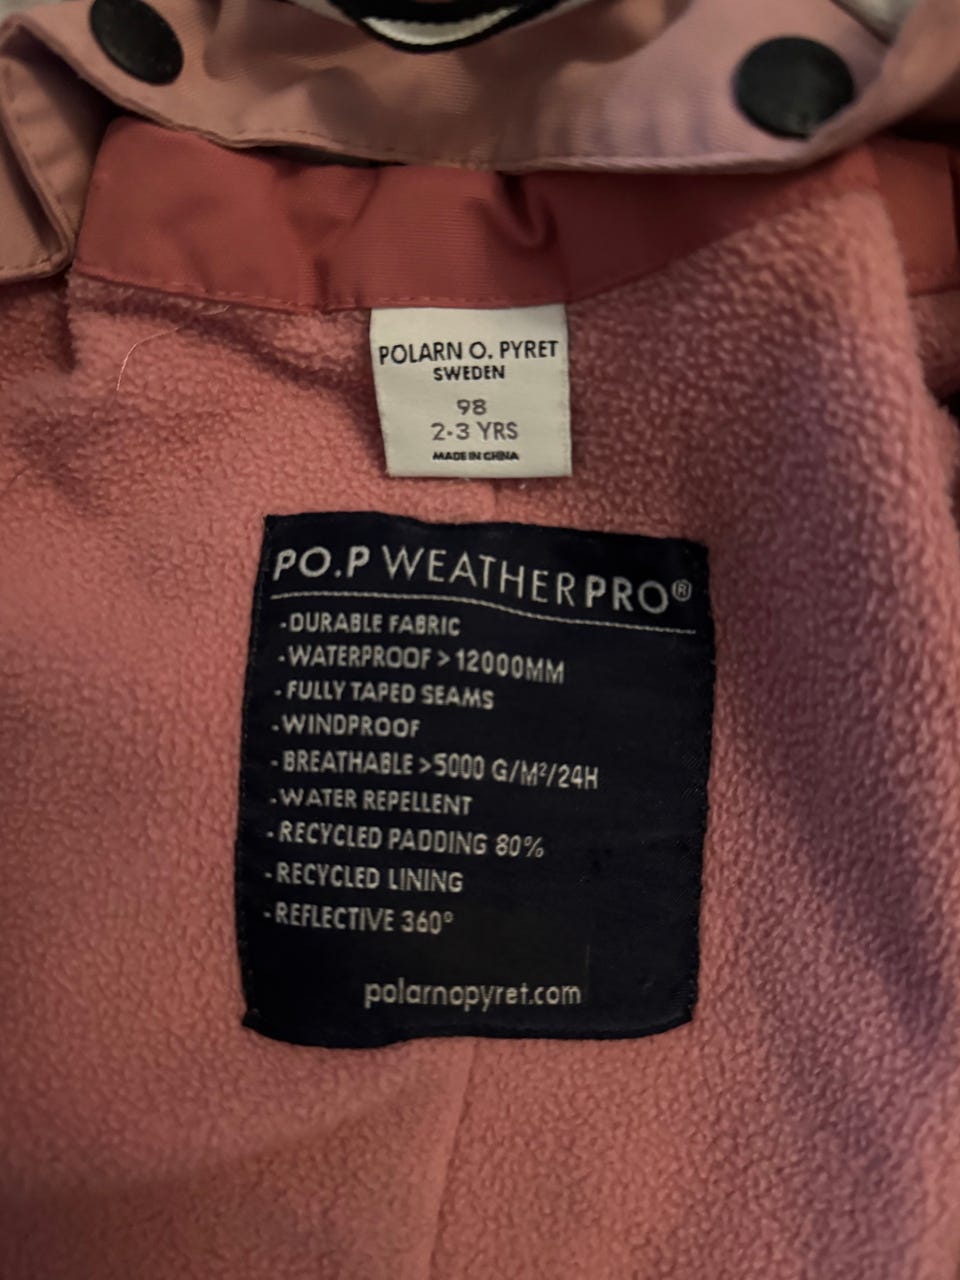 POLARN O. PYRET
SWEDEN
98
2-3 YRS
MADE IN CHINA
PO.P WEATHERPRO®
-DURABLE FABRIC
-WATERPROOF > 12000MM
-FULLY TAPED SEAMS
-WINDPROOF
-BREATHABLE >5000 G/M²/24H
-WATER REPELLENT
-RECYCLED PADDING 80%
-RECYCLED LINING
-REFLECTIVE 360°
polarnopyret.com